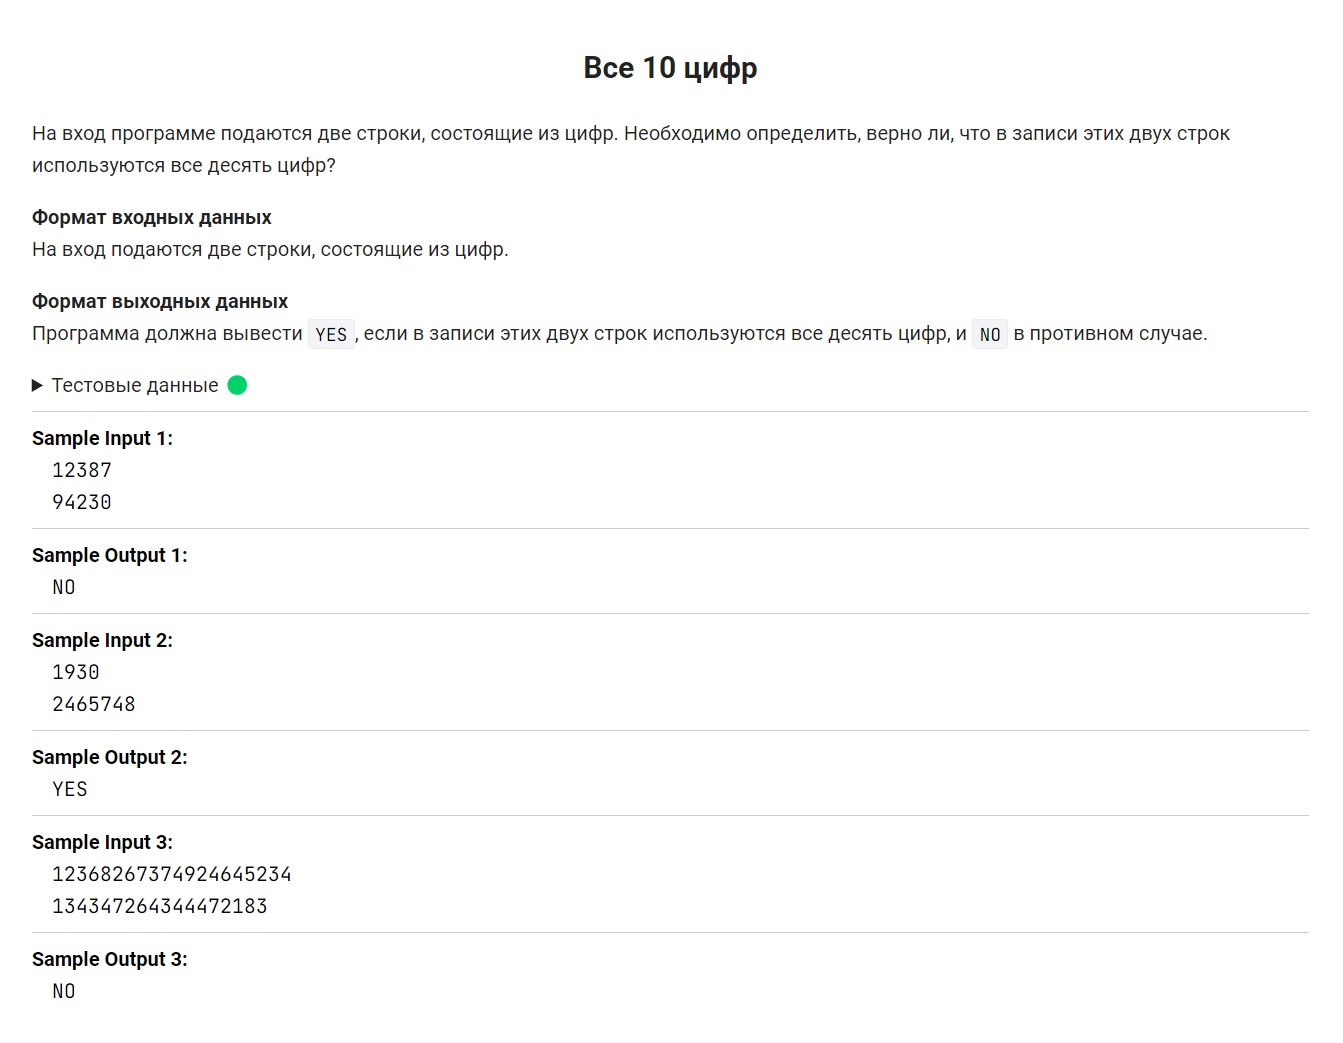 Все 10 цифр
На вход программе подаются две строки, состоящие из цифр. Необходимо определить, верно ли, что в записи этих двух строк
используются все десять цифр?
Формат входных данных
На вход подаются две строки, состоящие из цифр.
Формат выходных данных
Программа должна вывести YES, если в записи этих двух строк используются все десять цифр, и NO в противном случае.
Тестовые данные
Sample Input 1:
12387
94230
Sample Output 1:
NO
Sample Input 2:
1930
2465748
Sample Output 2:
YES
Sample Input 3:
12368267374924645234
134347264344472183
Sample Output 3:
NO